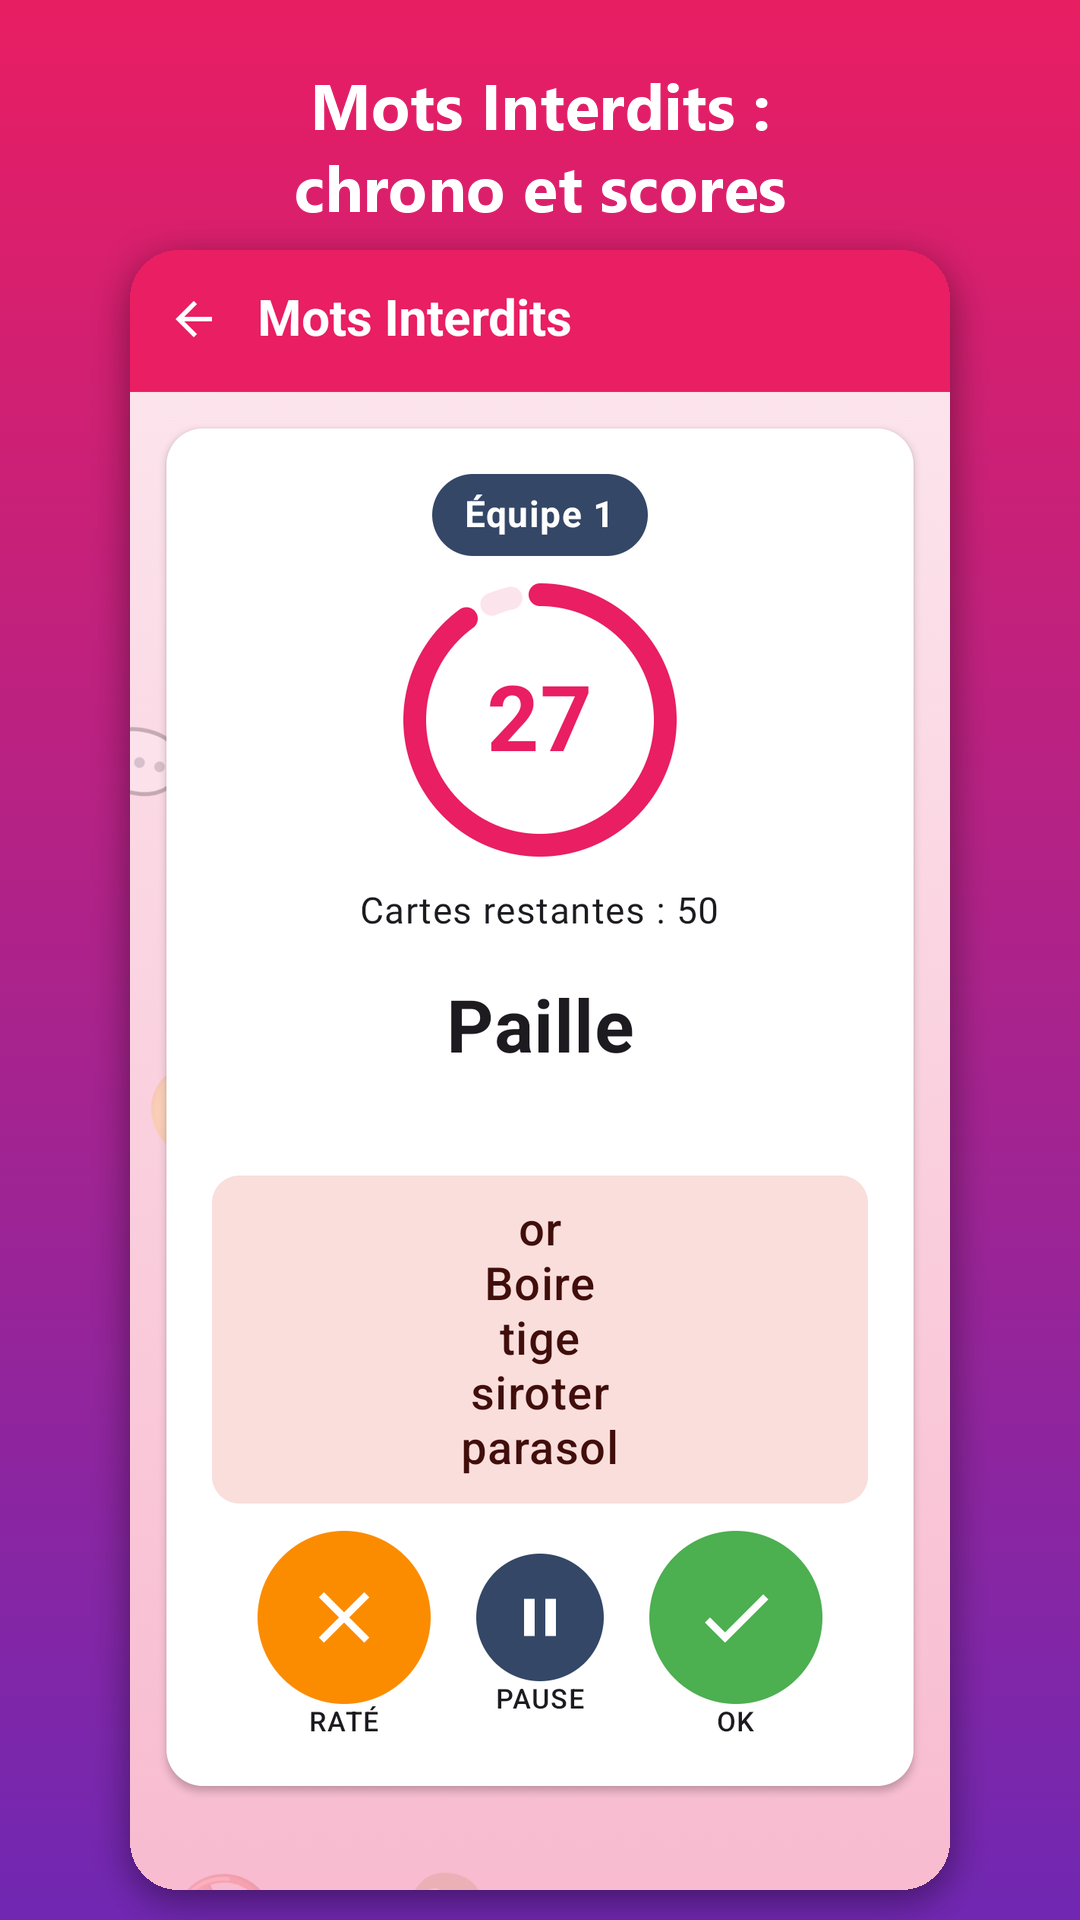 Mots Interdits :
chrono et scores
Mots Interdits
Équipe 1
27
Cartes restantes : 50
Paille
or
Boire
tige
siroter
parasol
RATÉ
PAUSE
OK